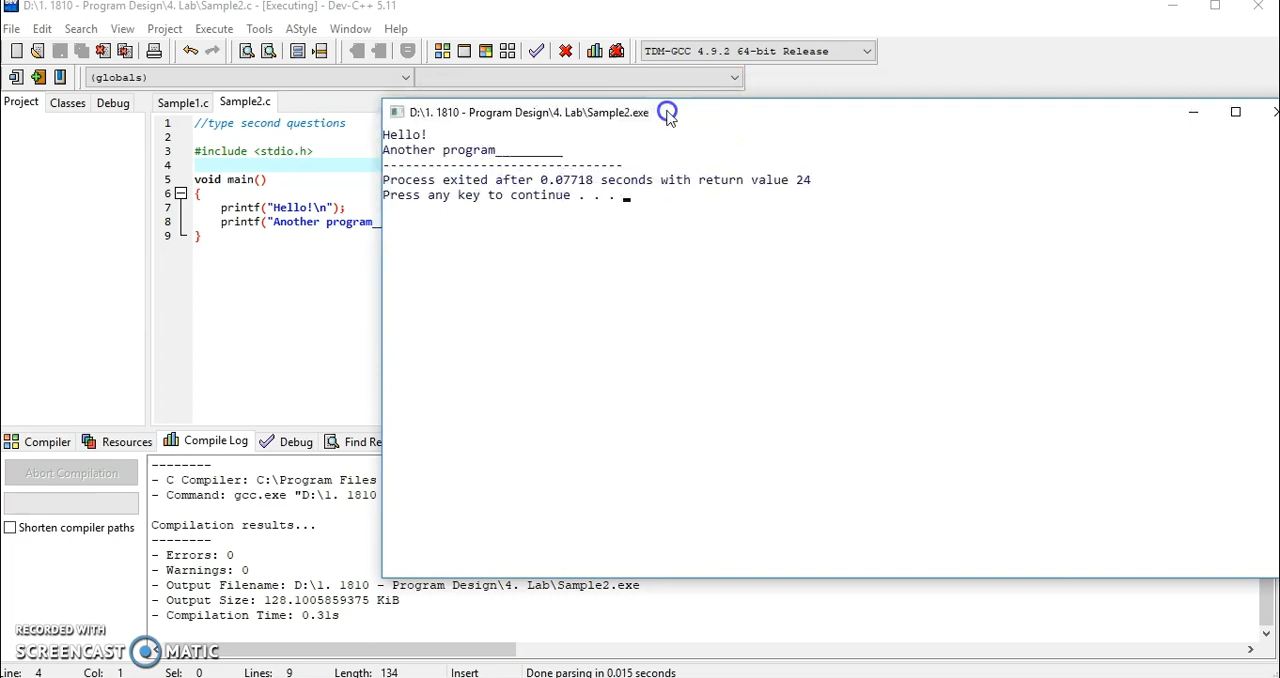 D:\1. 1810 - Program Design\4. Lab\Sample2.c - [Executing] - Dev-C++ 5.11
File Edit Search View Project Execute Tools AStyle Window Help
TDM-GCC 4.9.2 64-bit Release
(globals)
Project Classes Debug Sample1.c Sample2.c
1 //type second questions
2
3 #include <stdio.h>
4
5 void main()
6 {
7 printf("Hello!\n");
8 printf("Another program_
9 }
D:\1. 1810 - Program Design\4. Lab\Sample2.exe
Hello!
Another program_________
--------------------------------
Process exited after 0.07718 seconds with return value 24
Press any key to continue . . .
Compiler Resources Compile Log Debug Find Re
Abort Compilation
Shorten compiler paths
--------
- C Compiler: C:\Program Files
- Command: gcc.exe "D:\1. 1810
Compilation results...
--------
- Errors: 0
- Warnings: 0
- Output Filename: D:\1. 1810 - Program Design\4. Lab\Sample2.exe
- Output Size: 128.1005859375 KiB
- Compilation Time: 0.31s
RECORDED WITH
SCREENCAST MATIC
Line: 4 Col: 1 Sel: 0 Lines: 9 Length: 134 Insert Done parsing in 0.015 seconds